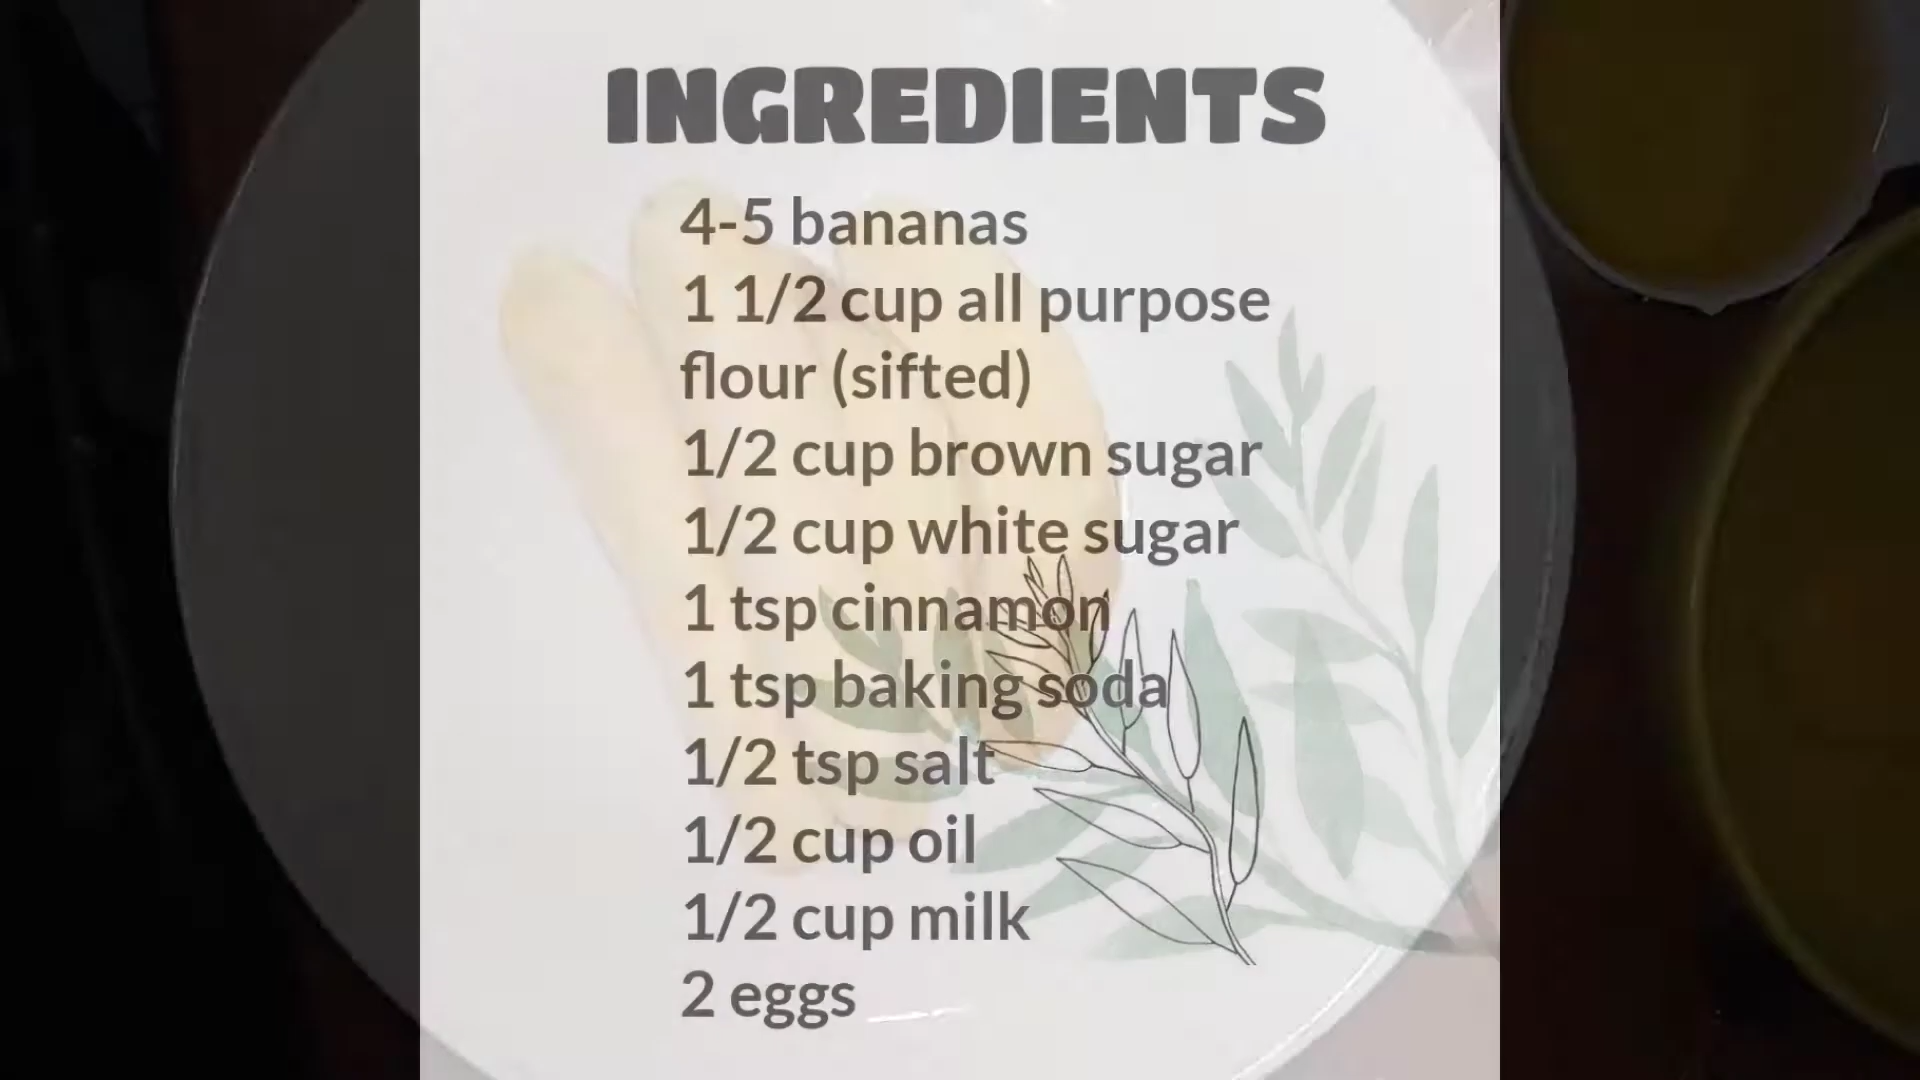 INGREDIENTS
4-5 bananas
1 1/2 cup all purpose
flour (sifted)
1/2 cup brown sugar
1/2 cup white sugar
1 tsp cinnamon
1 tsp baking soda
1/2 tsp salt
1/2 cup oil
1/2 cup milk
2 eggs